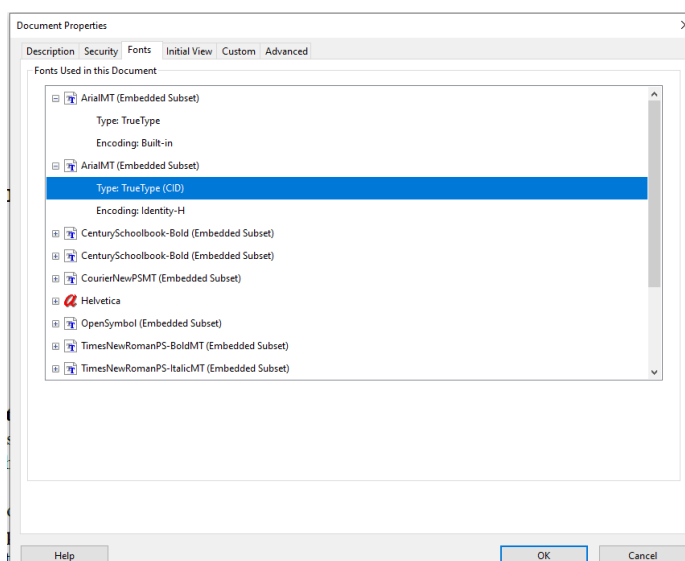 Document Properties
Description Security Fonts Initial View Custom Advanced
Fonts Used in this Document
ArialMT (Embedded Subset)
Type: TrueType
Encoding: Built-in
ArialMT (Embedded Subset)
Type: TrueType (CID)
Encoding: Identity-H
CenturySchoolbook-Bold (Embedded Subset)
CenturySchoolbook-Bold (Embedded Subset)
CourierNewPSMT (Embedded Subset)
Helvetica
OpenSymbol (Embedded Subset)
TimesNewRomanPS-BoldMT (Embedded Subset)
TimesNewRomanPS-ItalicMT (Embedded Subset)
Help OK Cancel